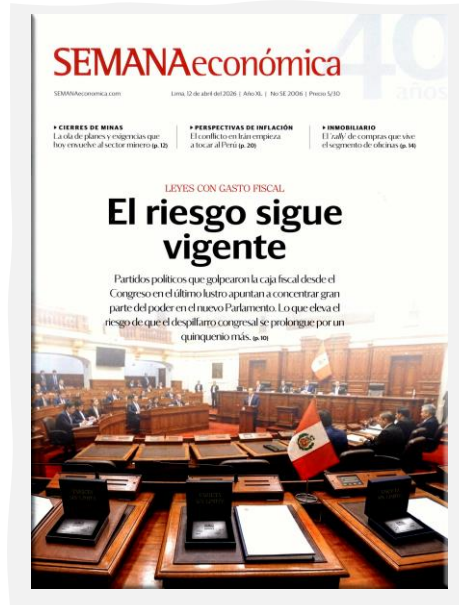 40
años
SEMANAeconómica
SEMANAeconomica.com
Lima, 12 de abril del 2026 | Año XL | No SE 2006 | Precio S/30
CIERRES DE MINAS
La ola de planes y exigencias que
hoy envuelve al sector minero (p. 12)
PERSPECTIVAS DE INFLACIÓN
El conflicto en Irán empieza
a tocar al Perú (p. 20)
INMOBILIARIO
El 'rally' de compras que vive
el segmento de oficinas (p. 14)
LEYES CON GASTO FISCAL
El riesgo sigue
vigente
Partidos políticos que golpearon la caja fiscal desde el
Congreso en el último lustro apuntan a concentrar gran
parte del poder en el nuevo Parlamento. Lo que eleva el
riesgo de que el despilfarro congresal se prolongue por un
quinquenio más. (p. 10)